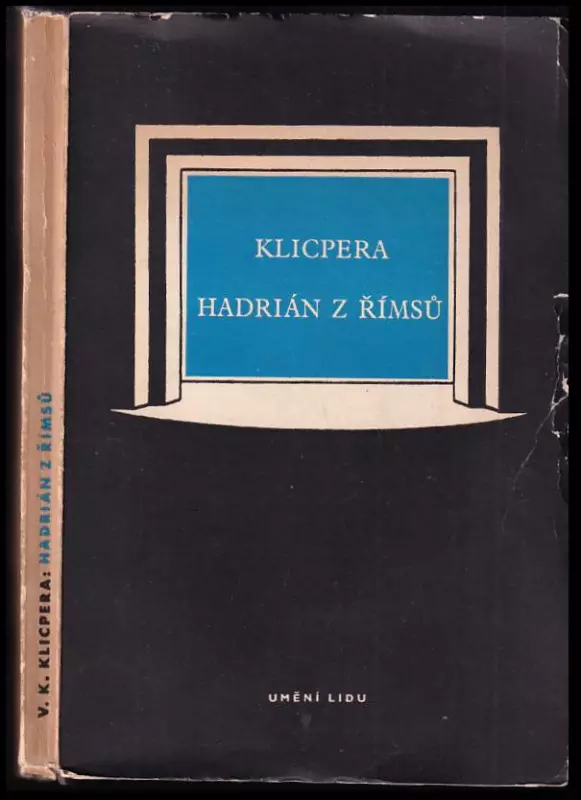 KLICPERA
HADRIÁN Z ŘÍMSŮ
UMĚNÍ LIDU
V. K. KLICPERA: HADRIÁN Z ŘÍMSŮ